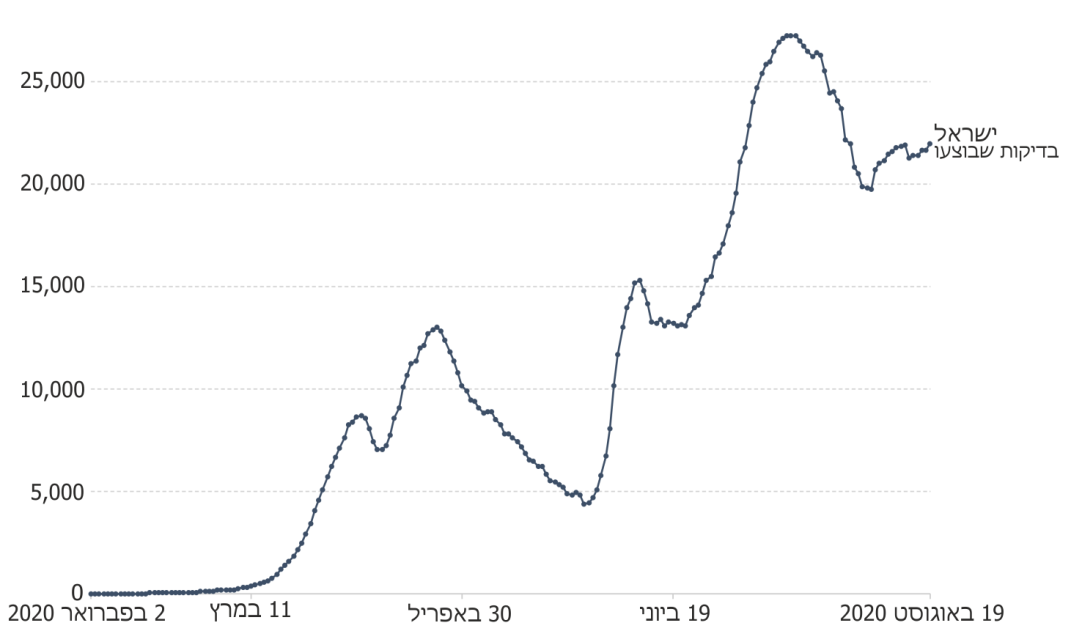 25,000
20,000
15,000
10,000
5,000
0
ישראל
בדיקות שבוצעו
2 בפברואר 2020
11 במרץ
30 באפריל
19 ביוני
19 באוגוסט 2020